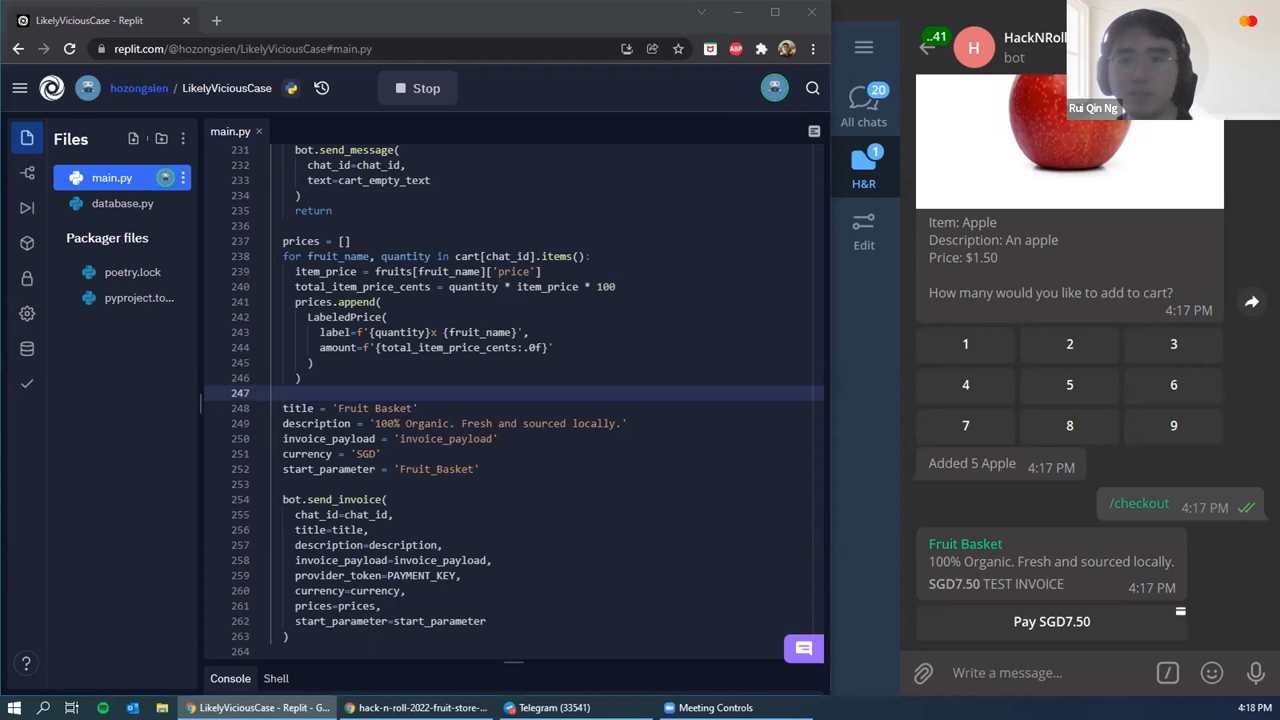 LikelyViciousCase - Replit
replit.com/@hozongsien/LikelyViciousCase#main.py
hozongsien / LikelyViciousCase
Stop
Files
main.py
database.py
Packager files
poetry.lock
pyproject.to...
main.py
231 bot.send_message(
232 chat_id=chat_id,
233 text=cart_empty_text
234 )
235 return
236
237 prices = []
238 for fruit_name, quantity in cart[chat_id].items():
239 item_price = fruits[fruit_name]['price']
240 total_item_price_cents = quantity * item_price * 100
241 prices.append(
242 LabeledPrice(
243 label=f'{quantity}x {fruit_name}',
244 amount=f'{total_item_price_cents:.0f}'
245 )
246 )
247
248 title = 'Fruit Basket'
249 description = '100% Organic. Fresh and sourced locally.'
250 invoice_payload = 'invoice_payload'
251 currency = 'SGD'
252 start_parameter = 'Fruit_Basket'
253
254 bot.send_invoice(
255 chat_id=chat_id,
256 title=title,
257 description=description,
258 invoice_payload=invoice_payload,
259 provider_token=PAYMENT_KEY,
260 currency=currency,
261 prices=prices,
262 start_parameter=start_parameter
263 )
264
Console Shell
20
All chats
1
H&R
Edit
..41
H
HackNRoll
bot
Rui Qin Ng
Item: Apple
Description: An apple
Price: $1.50
How many would you like to add to cart?
4:17 PM
1 2 3
4 5 6
7 8 9
Added 5 Apple 4:17 PM
/checkout 4:17 PM
Fruit Basket
100% Organic. Fresh and sourced locally.
SGD7.50 TEST INVOICE 4:17 PM
Pay SGD7.50
Write a message...
LikelyViciousCase - Replit - G...
hack-n-roll-2022-fruit-store-...
Telegram (33541)
Meeting Controls
4:18 PM